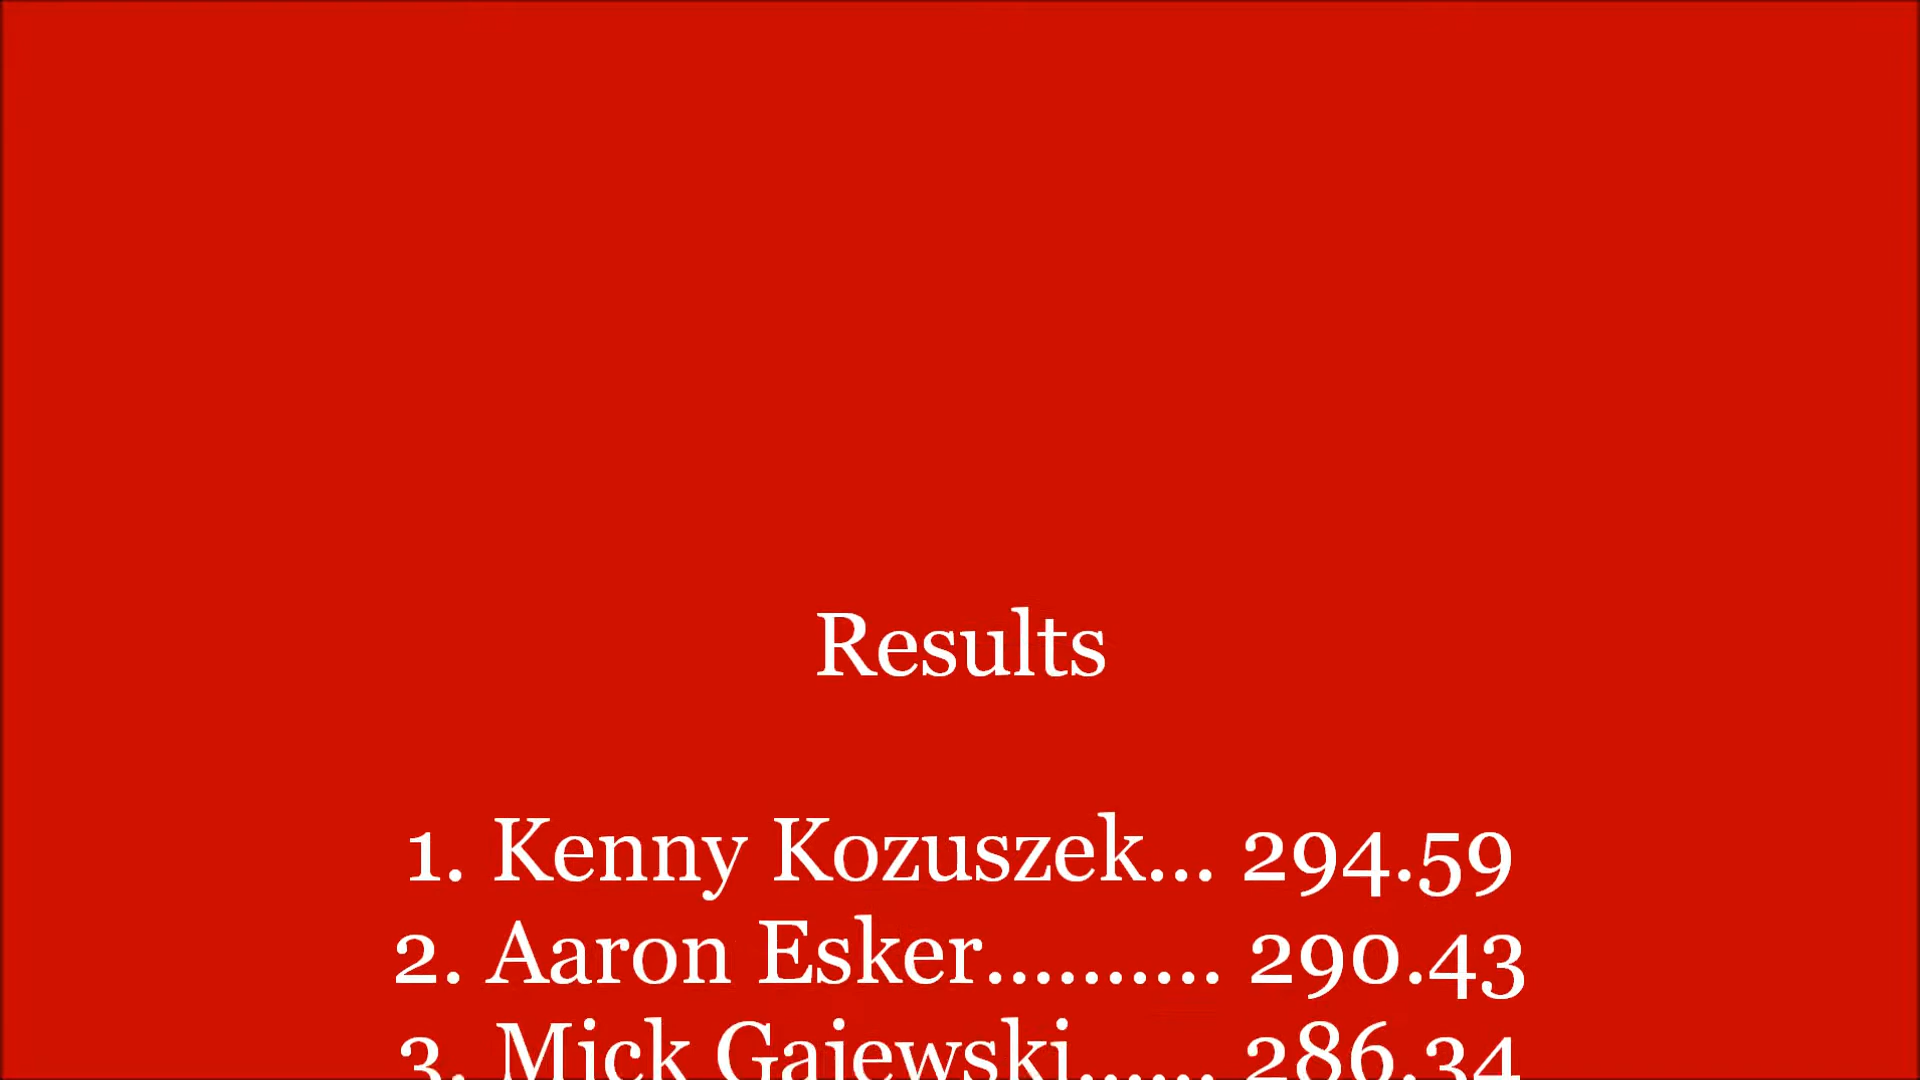 Results
1. Kenny Kozuszek... 294.59
2. Aaron Esker.......... 290.43
3. Mick Gajewski...... 286.34